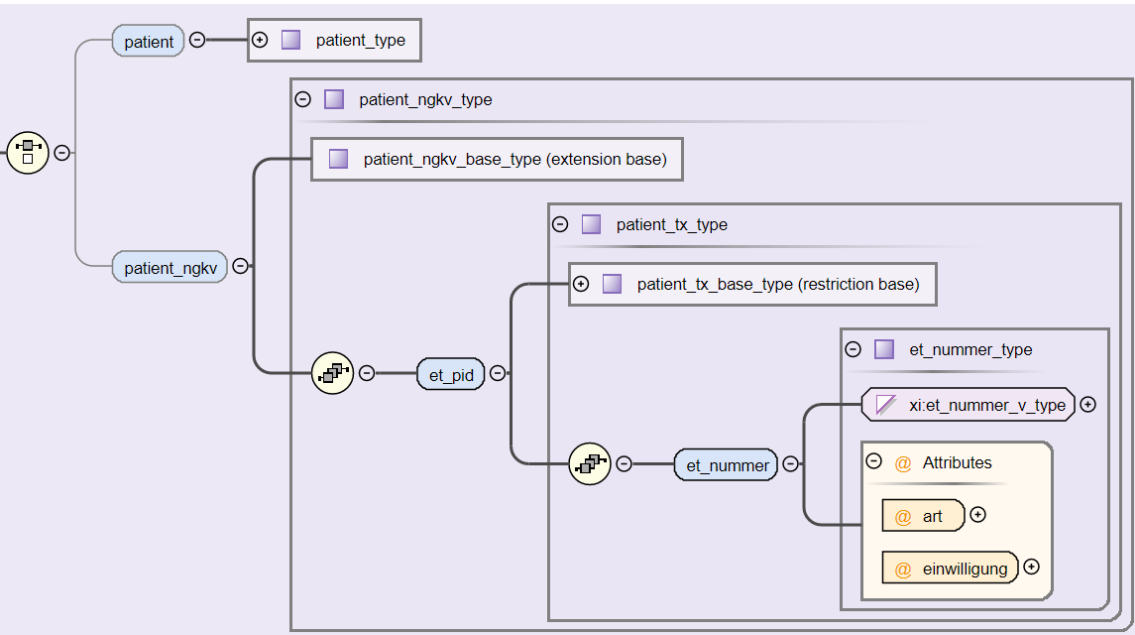 patient
patient_type
patient_ngkv_type
patient_ngkv_base_type (extension base)
patient_tx_type
patient_ngkv
patient_tx_base_type (restriction base)
et_nummer_type
et_pid
xi:et_nummer_v_type
et_nummer
@ Attributes
@ art
@ einwilligung